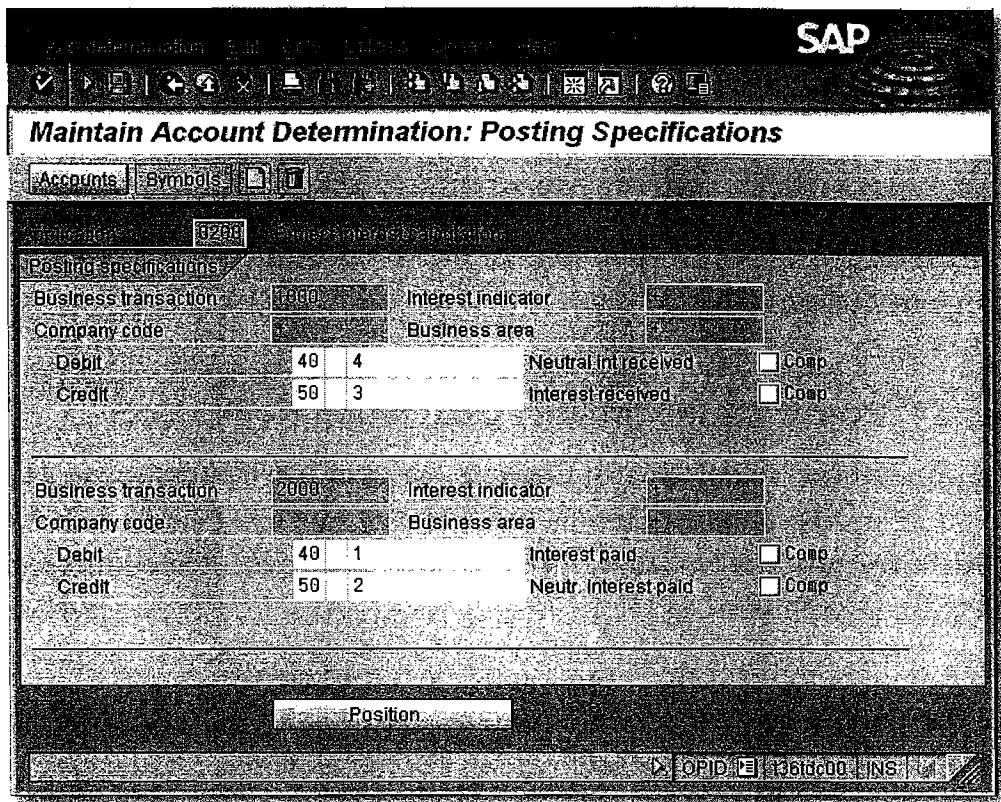 SAP
Maintain Account Determination: Posting Specifications
Accounts Symbols
0200
Posting specifications
Business transaction 1000 Interest indicator
Company code Business area
Debit 40 4 Neutral int received Comp
Credit 50 3 Interest received Comp
Business transaction 2000 Interest indicator
Company code Business area
Debit 40 1 Interest paid Comp
Credit 50 2 Neutr. interest paid Comp
Position
OPID INS